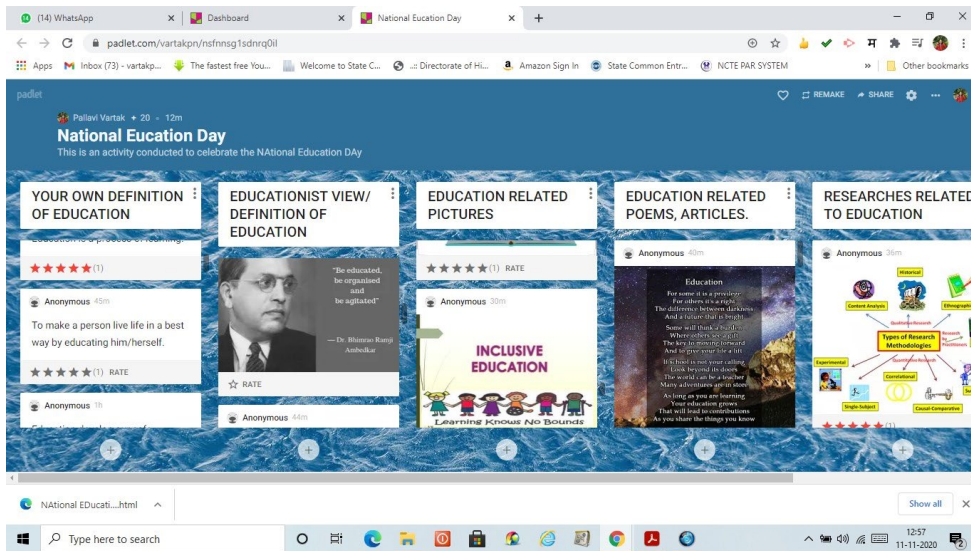 (14) WhatsApp
Dashboard
National Eucation Day
padlet.com/vartakpn/nsfnnsg1sdnrq0il
Apps
Inbox (73) - vartakp...
The fastest free You...
Welcome to State C...
..:: Directorate of Hi...
Amazon Sign In
State Common Entr...
NCTE PAR SYSTEM
Other bookmarks
padlet
REMAKE
SHARE
Pallavi Vartak + 20 • 12m
National Eucation Day
This is an activity conducted to celebrate the NAtional Education DAy
YOUR OWN DEFINITION
OF EDUCATION
Education is a process of learning.
(1)
Anonymous 45m
To make a person live life in a best
way by educating him/herself.
(1) RATE
Anonymous 1h
EDUCATIONIST VIEW/
DEFINITION OF
EDUCATION
"Be educated,
be organised
and
be agitated"
— Dr. Bhimrao Ramji
Ambedkar
RATE
Anonymous 44m
EDUCATION RELATED
PICTURES
(1) RATE
Anonymous 30m
INCLUSIVE
EDUCATION
Learning Knows No Bounds
EDUCATION RELATED
POEMS, ARTICLES.
Anonymous 40m
Education
For some it is a privilege
For others it's a right
The difference between darkness
And a future that is bright
Some will think a burden
Where others see a gift
The key to moving forward
And to give your life a lift
If school is not your calling
Look beyond its doors
The world can be a teacher
Many adventures are in store
As long as you are learning
Your education grows
That will lead to contributions
As you share the things you know
RESEARCHES RELATED
TO EDUCATION
Anonymous 36m
Historical
Content Analysis
Ethnographic
Qualitative Research
Types of Research
Methodologies
Research
Practitioners
Quantitative Research
Experimental
Correlational
Single-Subject
Causal-Comparative
(1)
NAtional EDucati....html
Show all
Type here to search
म
12:57
11-11-2020